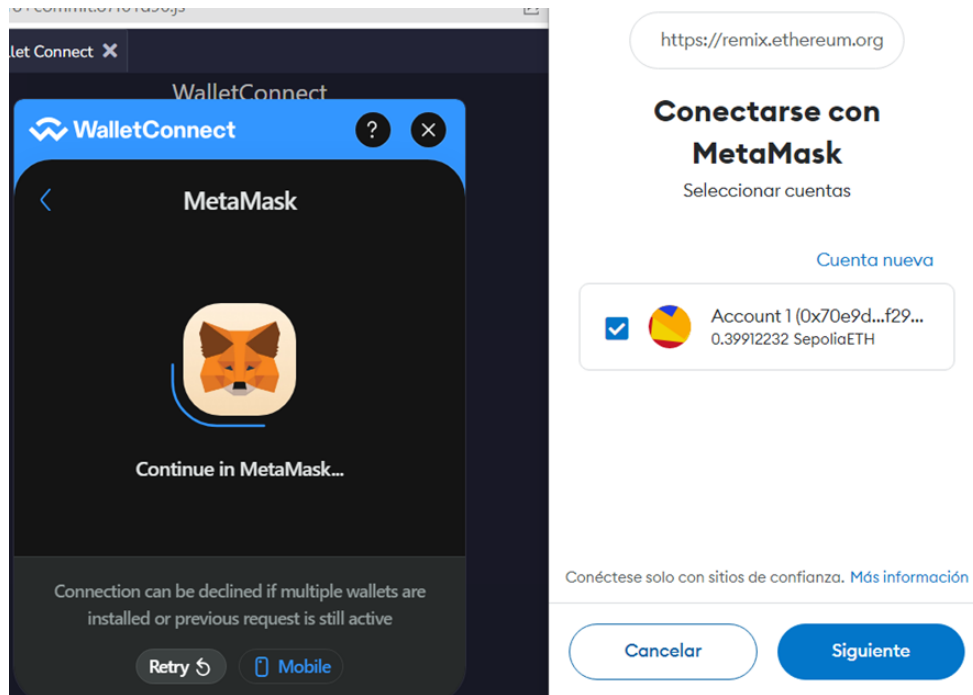 let Connect
WalletConnect
WalletConnect
?
MetaMask
Continue in MetaMask...
Connection can be declined if multiple wallets are
installed or previous request is still active
Retry
Mobile
https://remix.ethereum.org
Conectarse con
MetaMask
Seleccionar cuentas
Cuenta nueva
Account 1 (0x70e9d...f29...
0.39912232 SepoliaETH
Conéctese solo con sitios de confianza. Más información
Cancelar
Siguiente